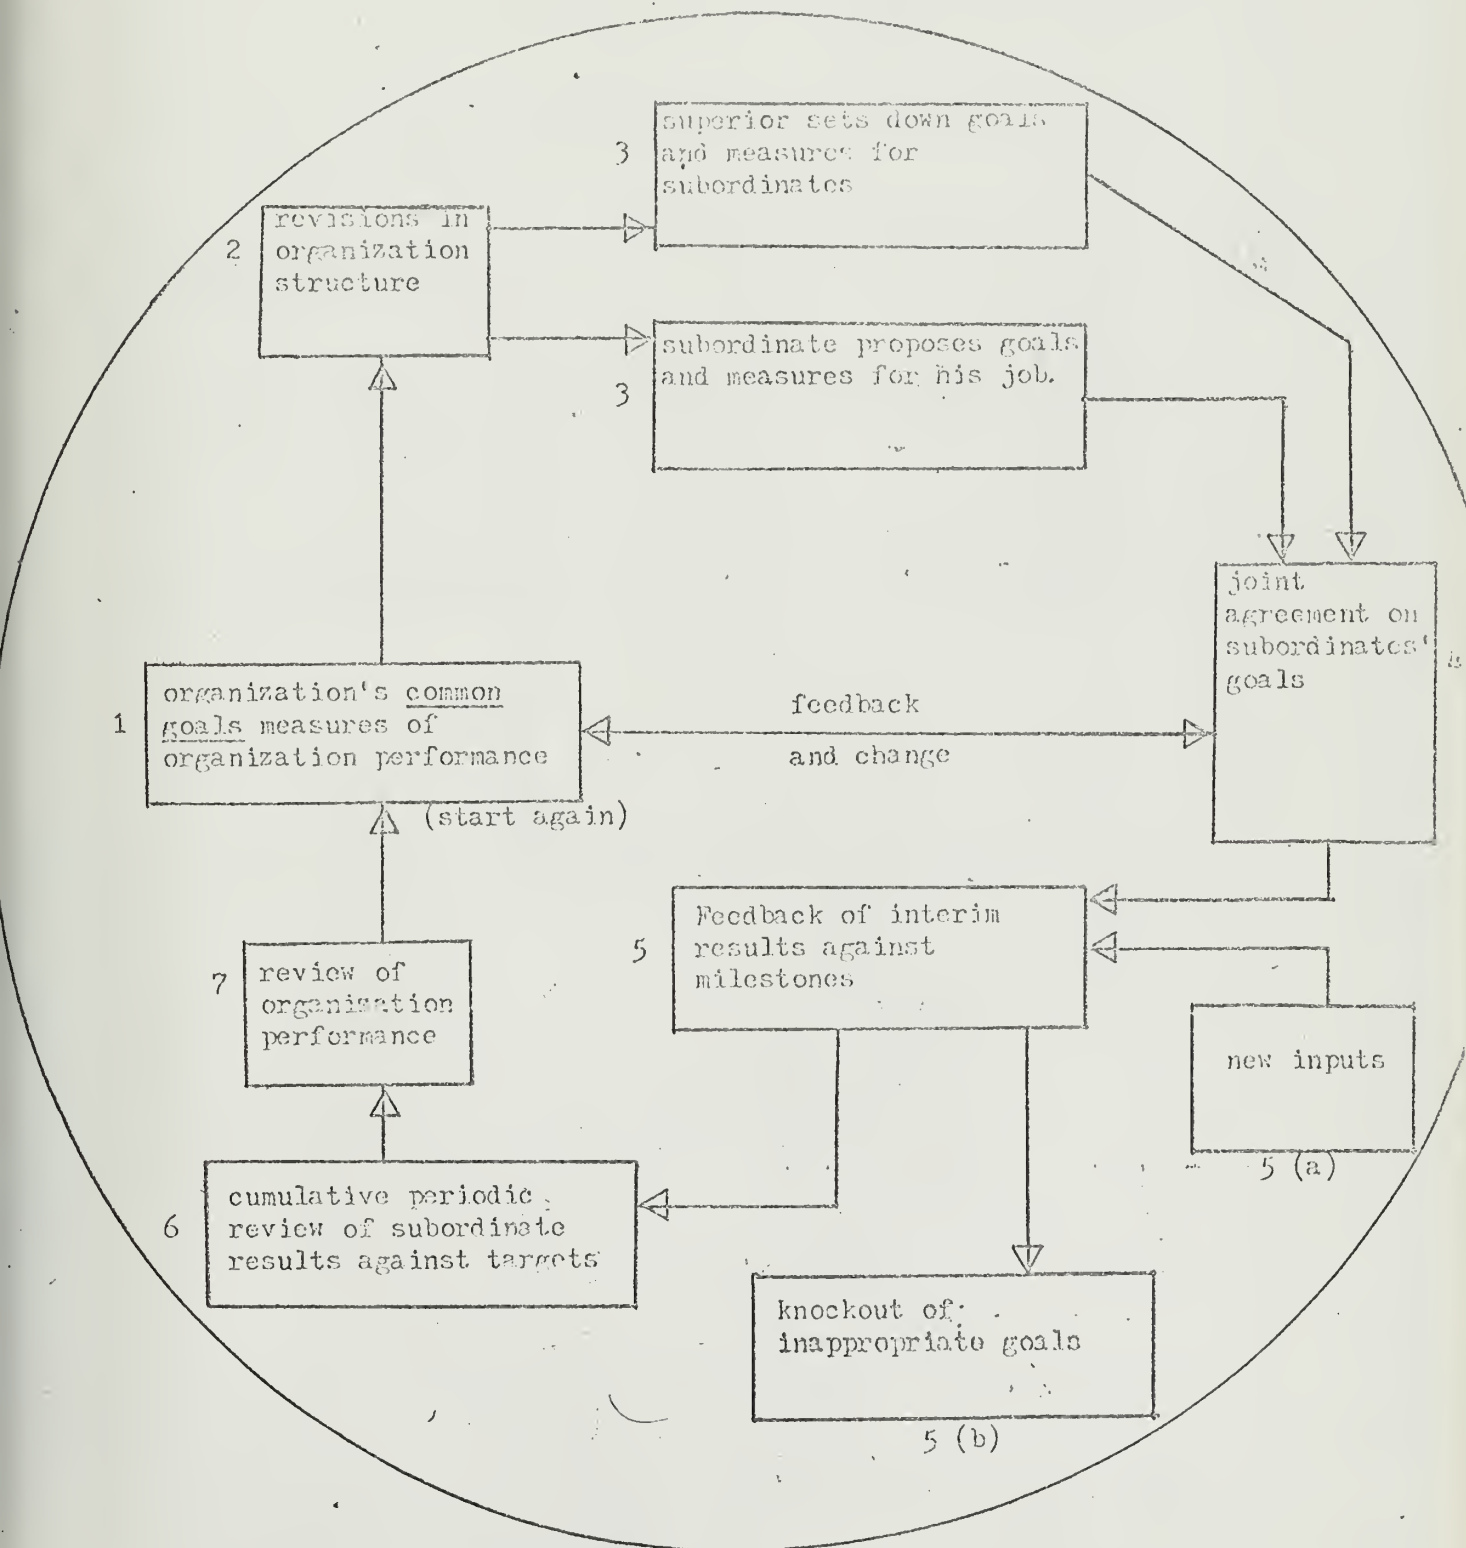 3
superior sets down goals
and measures for
subordinates
2
revisions in
organization
structure
3
subordinate proposes goals
and measures for his job.
joint
agreement on
subordinates'
goals
4
1
organization's common
goals measures of
organization performance
(start again)
feedback
and change
5
Feedback of interim
results against
milestones
7
review of
organization
performance
new inputs
5 (a)
6
cumulative periodic
review of subordinate
results against targets
knockout of
inappropriate goals
5 (b)